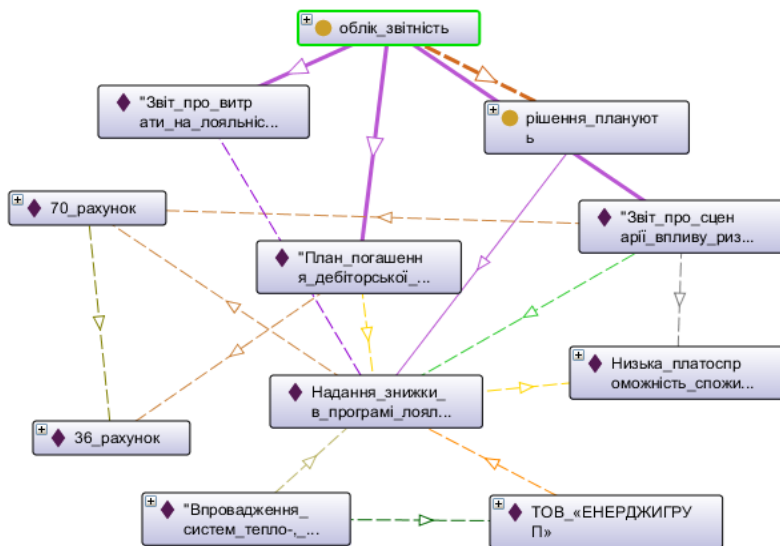 облік_звітність
"Звіт_про_витр
ати_на_лояльніс...
рішення_планують
ь
70_рахунок
"Звіт_про_сцен
арії_впливу_риз...
"План_погашенн
я_дебіторської_...
Низька_платоспр
оможність_спожи...
Надання_знижки_
в_програмі_лоял...
36_рахунок
"Впровадження_
систем_тепло-,_...
ТОВ_«ЕНЕРДЖИГРУ
П»